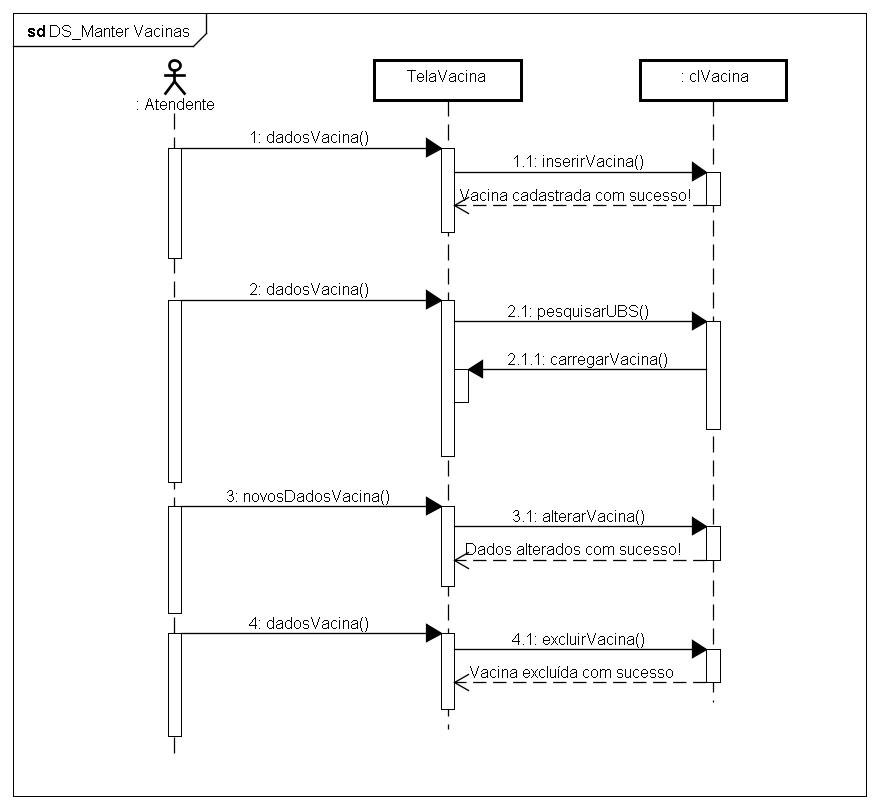 sd DS_Manter Vacinas
: Atendente
TelaVacina
: clVacina
1: dadosVacina()
1.1: inserirVacina()
Vacina cadastrada com sucesso!
2: dadosVacina()
2.1: pesquisarUBS()
2.1.1: carregarVacina()
3: novosDadosVacina()
3.1: alterarVacina()
Dados alterados com sucesso!
4: dadosVacina()
4.1: excluirVacina()
Vacina excluída com sucesso